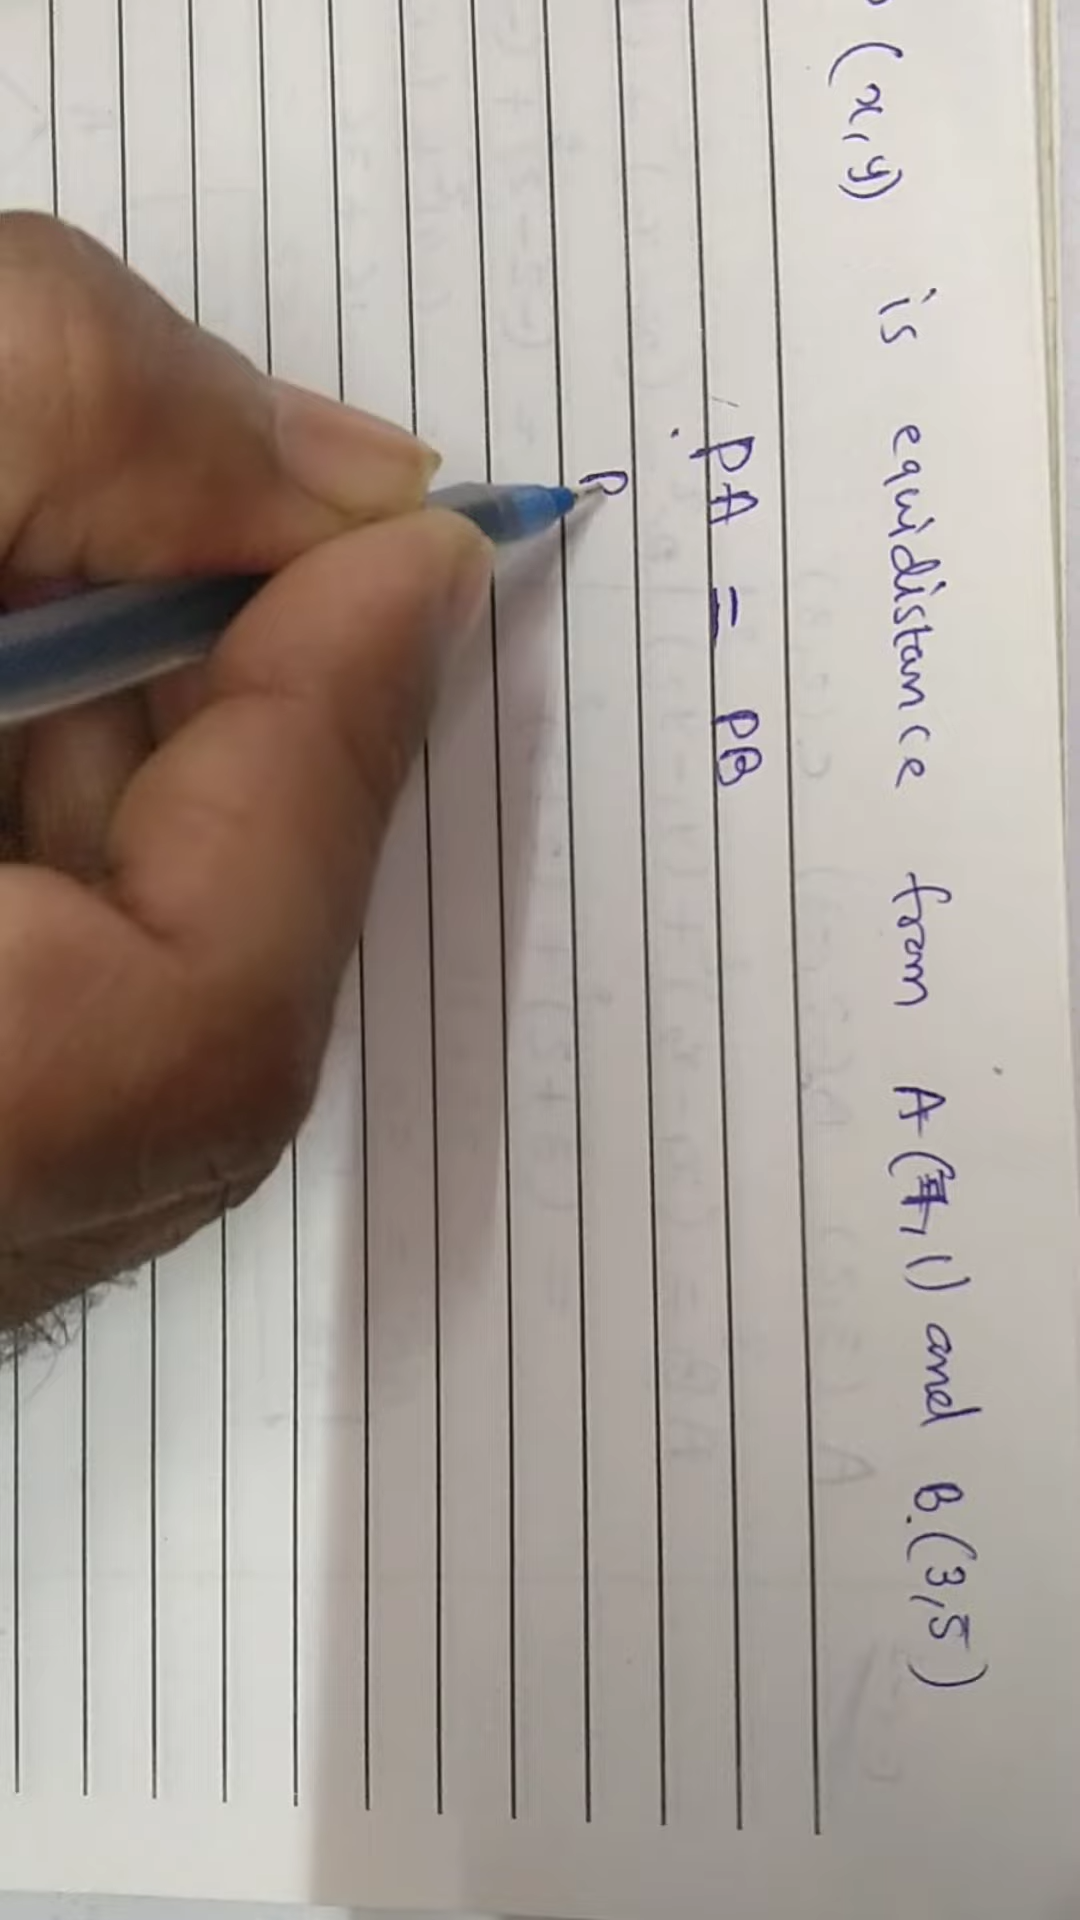 (x, y) is equidistance from A (7, 1) and B (3, 5)
PA = PB
P